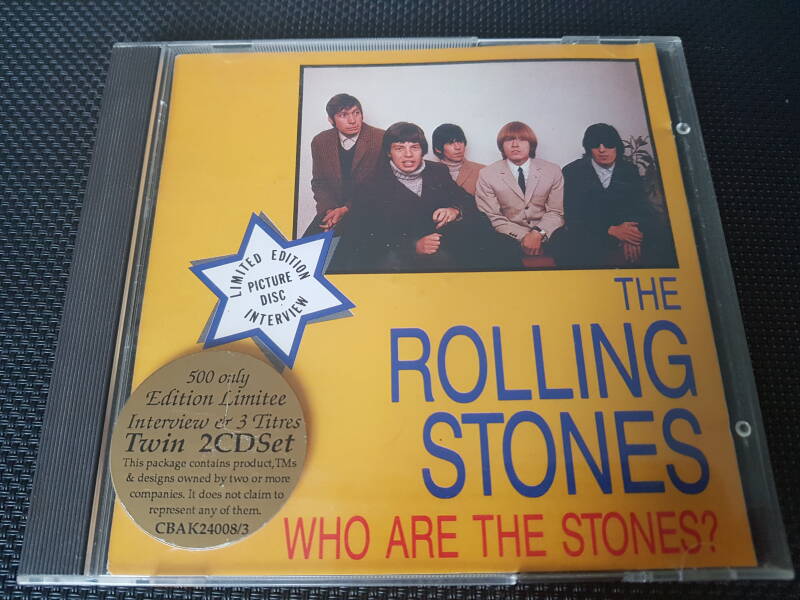 LIMITED EDITION
PICTURE
DISC
INTERVIEW
THE
ROLLING
STONES
WHO ARE THE STONES?
500 only
Edition Limitee
Interview er 3 Titres
Twin 2CDSet
This package contains product,TMs
& designs owned by two or more
companies. It does not claim to
represent any of them.
CBAK24008/3